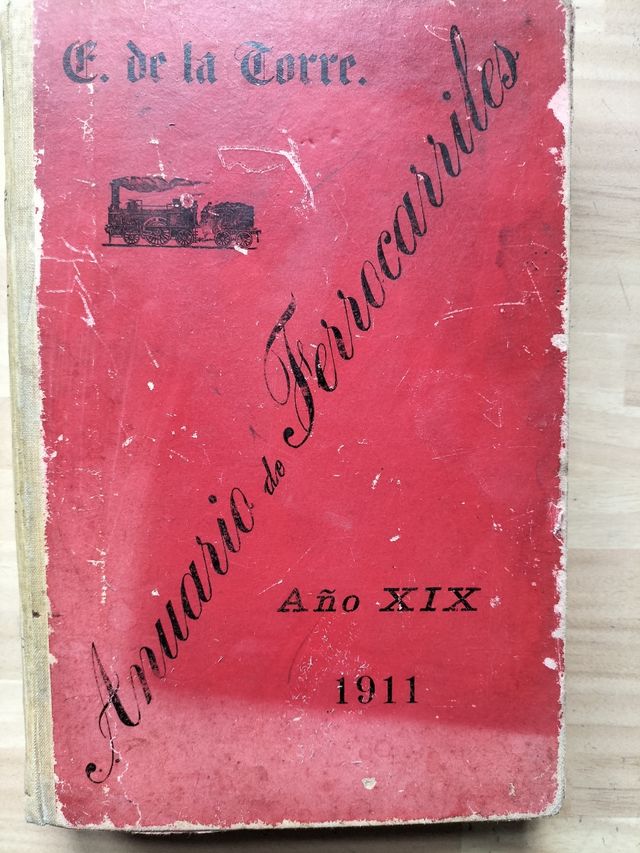 E. de la Torre.
Anuario de Ferrocarriles
Año XIX
1911